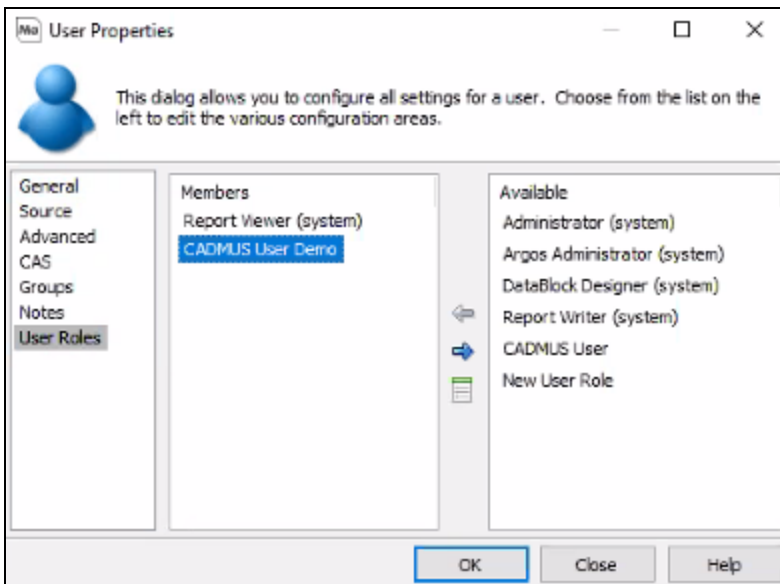 Mo User Properties
This dialog allows you to configure all settings for a user. Choose from the list on the
left to edit the various configuration areas.
General
Source
Advanced
CAS
Groups
Notes
User Roles
Members
Report Viewer (system)
CADMUS User Demo
Available
Administrator (system)
Argos Administrator (system)
DataBlock Designer (system)
Report Writer (system)
CADMUS User
New User Role
OK
Close
Help